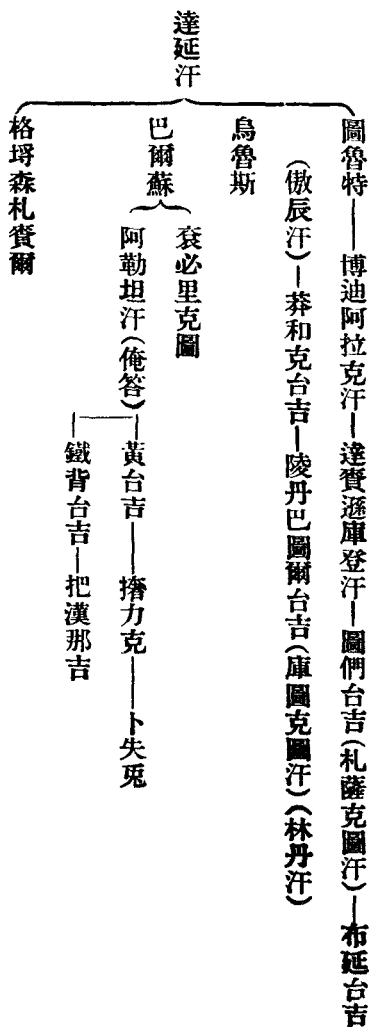 達延汗
圖魯特——博迪阿拉克汗—達賚遜庫登汗—圖們台吉(札薩克圖汗)—布延台吉
(傲辰汗)—莽和克台吉—陵丹巴圖爾台吉(庫圖克圖汗)(林丹汗)
烏魯斯
巴爾蘇
袞必里克圖
阿勒坦汗(俺答)
黃台吉——撦力克——卜失兎
鐵背台吉—把漢那吉
格埒森札賚爾